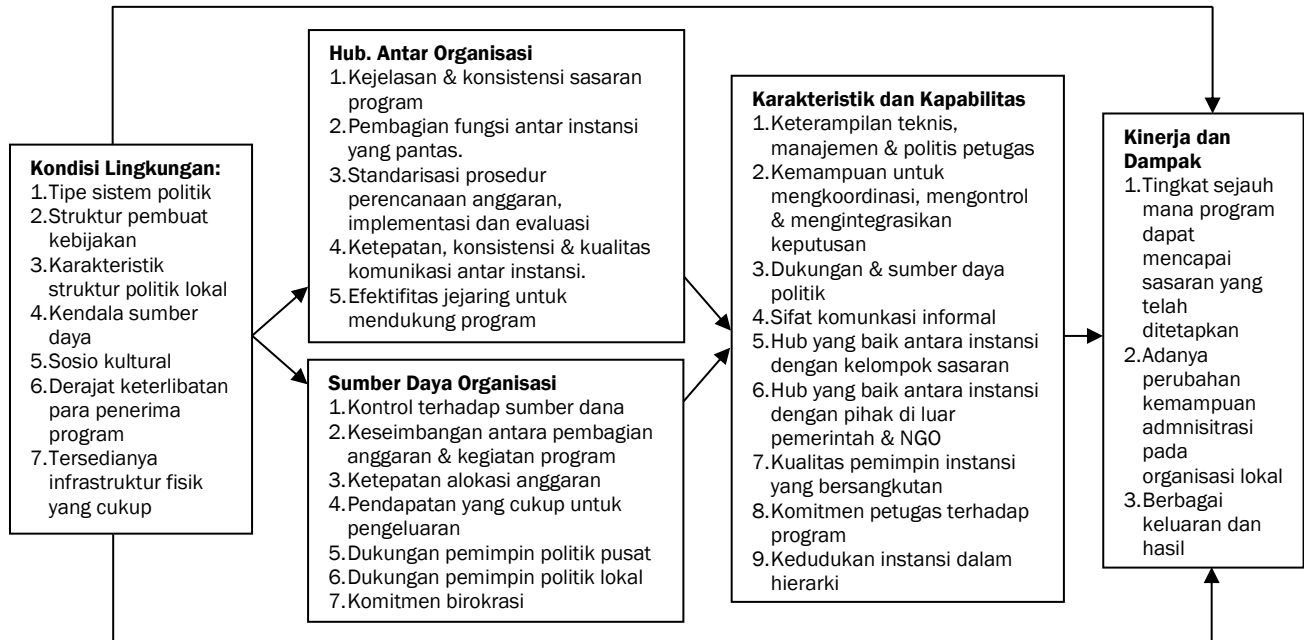 Kondisi Lingkungan:
1.Tipe sistem politik
2.Struktur pembuat
kebijakan
3.Karakteristik
struktur politik lokal
4.Kendala sumber
daya
5.Sosio kultural
6.Derajat keterlibatan
para penerima
program
7.Tersedianya
infrastruktur fisik
yang cukup
Hub. Antar Organisasi
1.Kejelasan & konsistensi sasaran
program
2.Pembagian fungsi antar instansi
yang pantas.
3.Standarisasi prosedur
perencanaan anggaran,
implementasi dan evaluasi
4.Ketepatan, konsistensi & kualitas
komunikasi antar instansi.
5.Efektifitas jejaring untuk
mendukung program
Sumber Daya Organisasi
1.Kontrol terhadap sumber dana
2.Keseimbangan antara pembagian
anggaran & kegiatan program
3.Ketepatan alokasi anggaran
4.Pendapatan yang cukup untuk
pengeluaran
5.Dukungan pemimpin politik pusat
6.Dukungan pemimpin politik lokal
7.Komitmen birokrasi
Karakteristik dan Kapabilitas
1.Keterampilan teknis,
manajemen & politis petugas
2.Kemampuan untuk
mengkoordinasi, mengontrol
& mengintegrasikan
keputusan
3.Dukungan & sumber daya
politik
4.Sifat komunkasi informal
5.Hub yang baik antara instansi
dengan kelompok sasaran
6.Hub yang baik antara instansi
dengan pihak di luar
pemerintah & NGO
7.Kualitas pemimpin instansi
yang bersangkutan
8.Komitmen petugas terhadap
program
9.Kedudukan instansi dalam
hierarki
Kinerja dan
Dampak
1.Tingkat sejauh
mana program
dapat
mencapai
sasaran yang
telah
ditetapkan
2.Adanya
perubahan
kemampuan
admnisitrasi
pada
organisasi lokal
3.Berbagai
keluaran dan
hasil